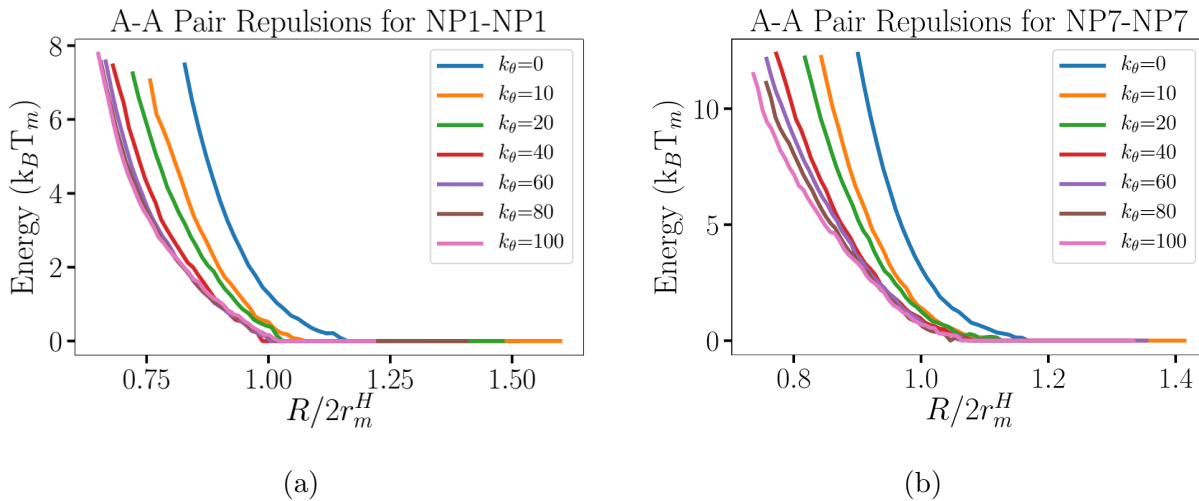 A-A Pair Repulsions for NP1-NP1
8
6
4
2
0
Energy (k_BT_m)
k_θ=0
k_θ=10
k_θ=20
k_θ=40
k_θ=60
k_θ=80
k_θ=100
0.75 1.00 1.25 1.50
R/2r_m^H
(a)
A-A Pair Repulsions for NP7-NP7
10
5
0
Energy (k_BT_m)
k_θ=0
k_θ=10
k_θ=20
k_θ=40
k_θ=60
k_θ=80
k_θ=100
0.8 1.0 1.2 1.4
R/2r_m^H
(b)